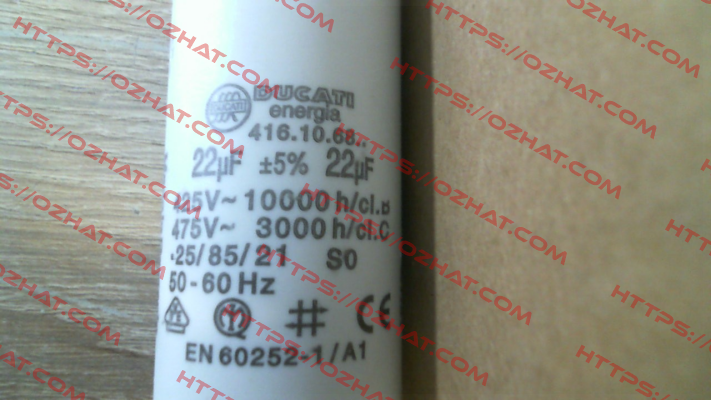 DUCATI
energia
416.10.68..
22µF ±5% 22µF
425V~ 10000 h/cl.B
475V~ 3000 h/cl.C
-25/85/21 S0
50-60 Hz
CE
EN 60252-1/A1
HTTPS://OZHAT.COM